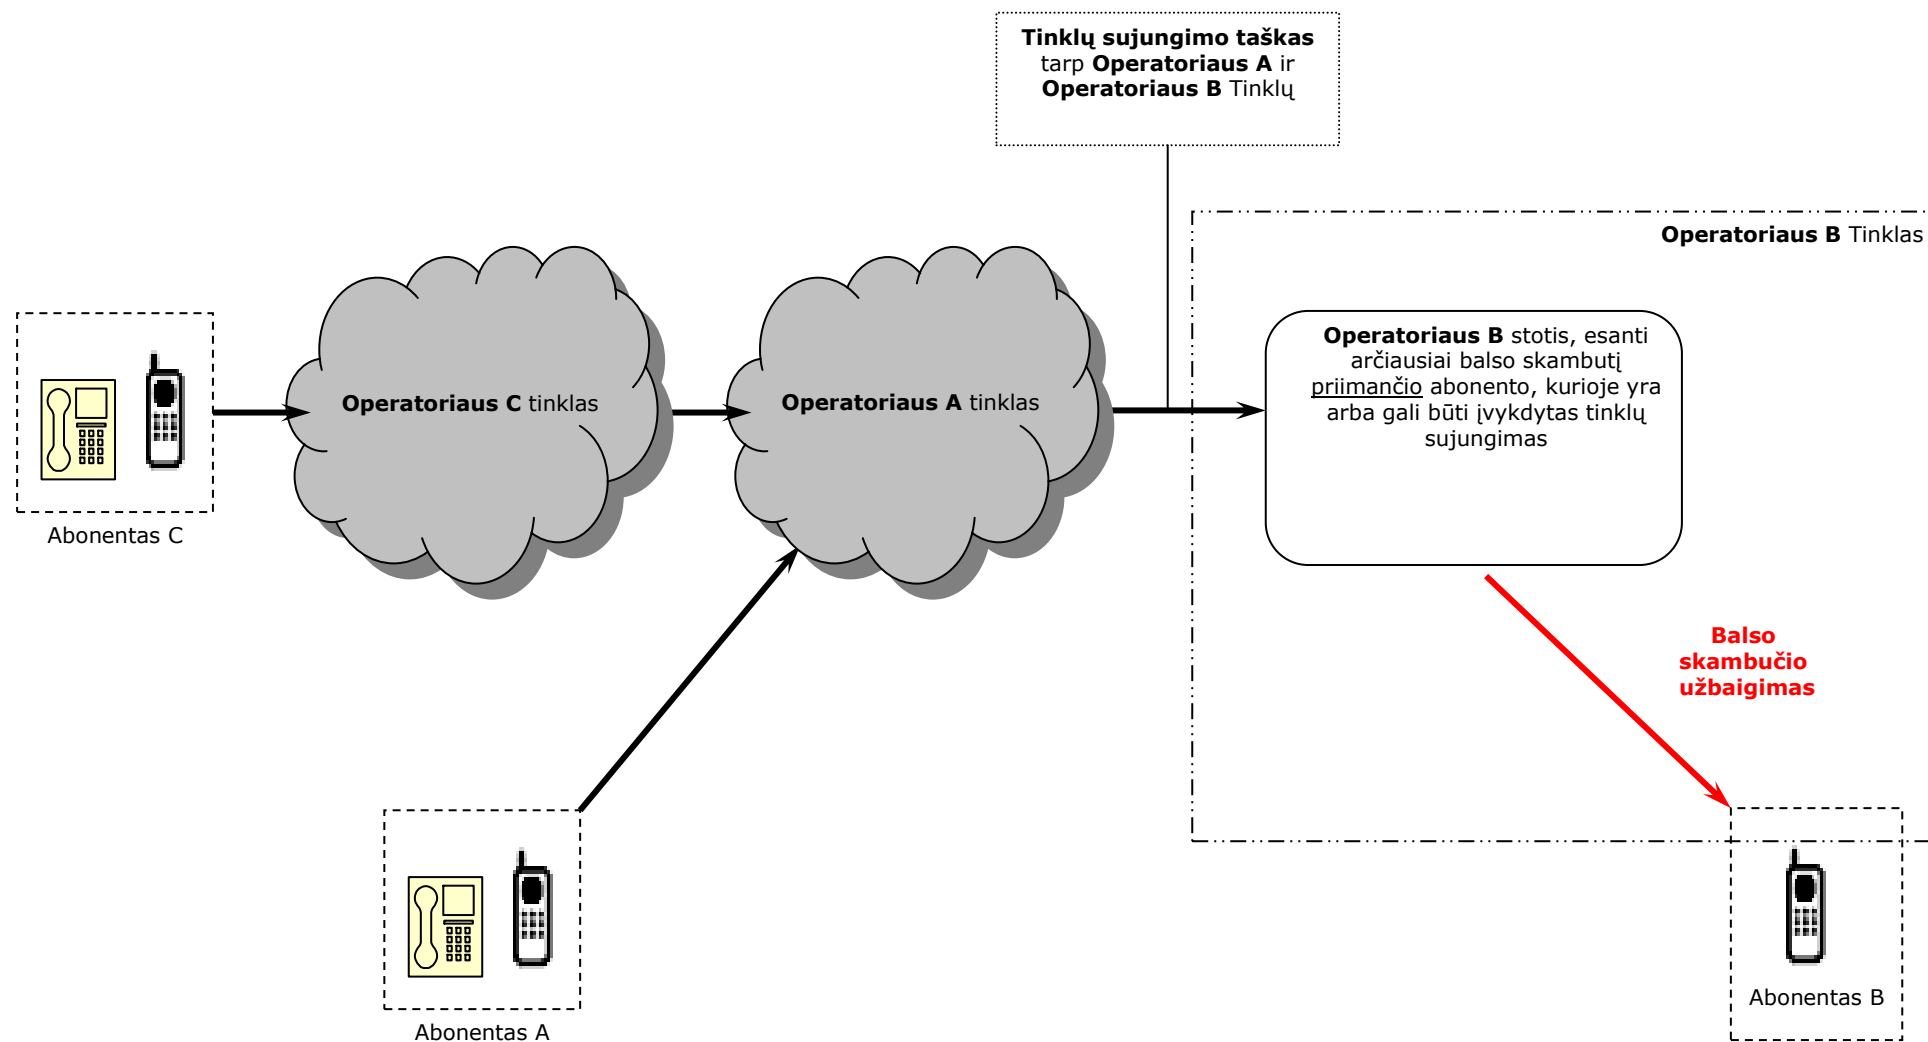 Tinklų sujungimo taškas
tarp Operatoriaus A ir
Operatoriaus B Tinklų
Operatoriaus B Tinklas
Operatoriaus B stotis, esanti
arčiausiai balso skambutį
priimančio abonento, kurioje yra
arba gali būti įvykdytas tinklų
sujungimas
Operatoriaus C tinklas
Operatoriaus A tinklas
Abonentas C
Balso
skambučio
užbaigimas
Abonentas B
Abonentas A